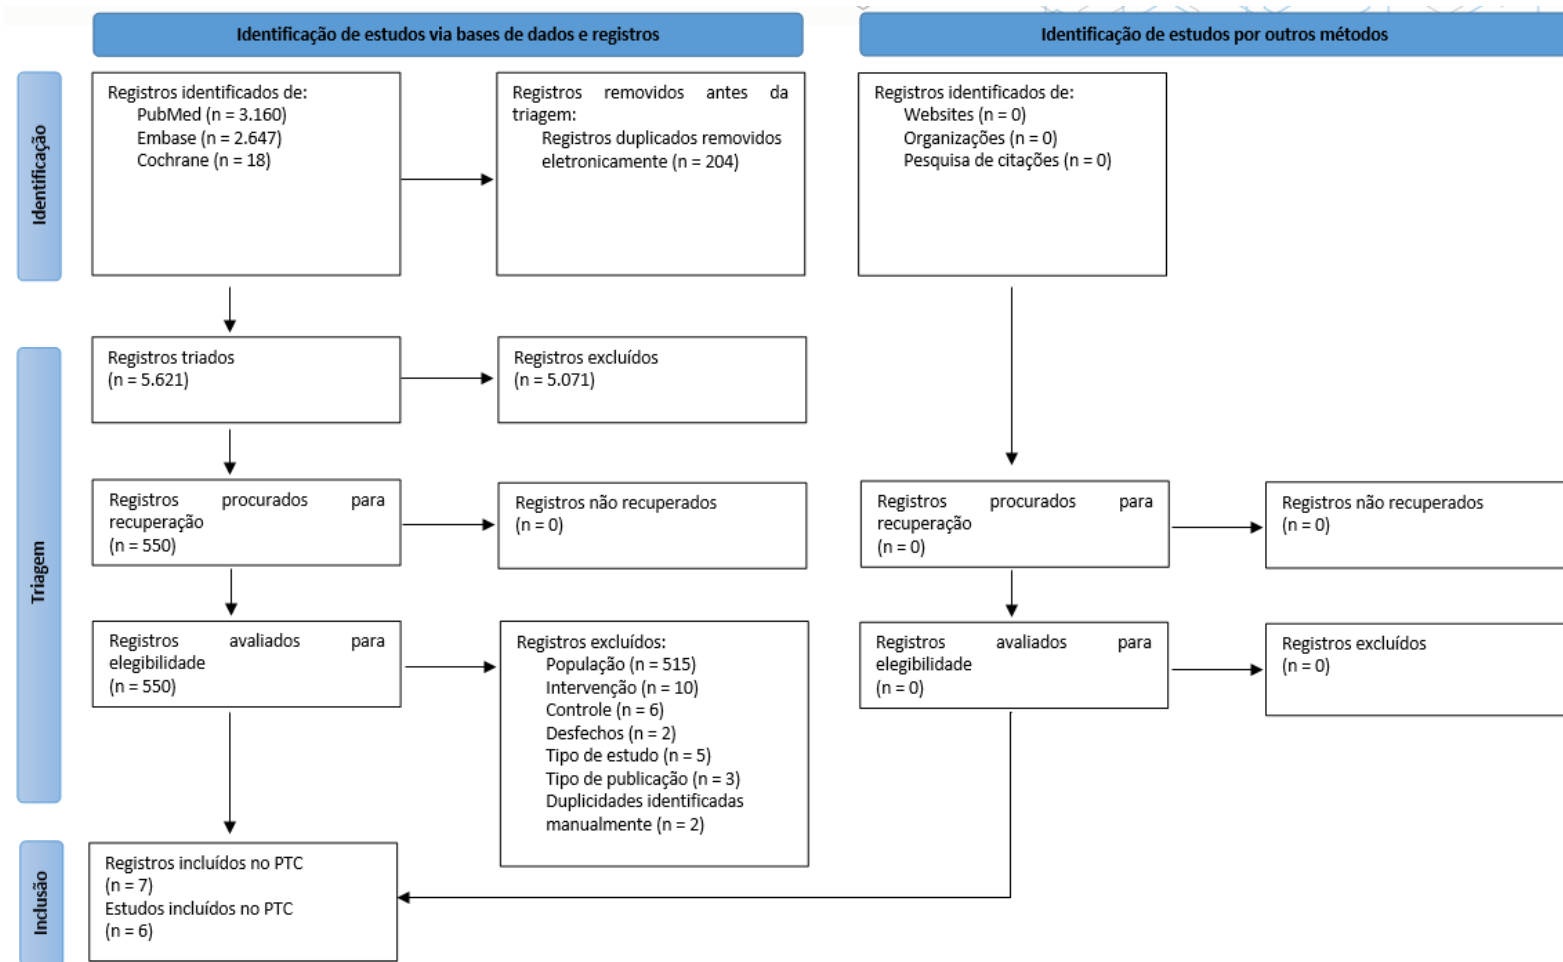 Identificação de estudos via bases de dados e registros
Identificação de estudos por outros métodos
Identificação
Registros identificados de:
PubMed (n = 3.160)
Embase (n = 2.647)
Cochrane (n = 18)
Registros removidos antes da
triagem:
Registros duplicados removidos
eletronicamente (n = 204)
Registros identificados de:
Websites (n = 0)
Organizações (n = 0)
Pesquisa de citações (n = 0)
Triagem
Registros triados
(n = 5.621)
Registros excluídos
(n = 5.071)
Registros procurados para
recuperação
(n = 550)
Registros não recuperados
(n = 0)
Registros procurados para
recuperação
(n = 0)
Registros não recuperados
(n = 0)
Registros avaliados para
elegibilidade
(n = 550)
Registros excluídos:
População (n = 515)
Intervenção (n = 10)
Controle (n = 6)
Desfechos (n = 2)
Tipo de estudo (n = 5)
Tipo de publicação (n = 3)
Duplicidades identificadas
manualmente (n = 2)
Registros avaliados para
elegibilidade
(n = 0)
Registros excluídos
(n = 0)
Inclusão
Registros incluídos no PTC
(n = 7)
Estudos incluídos no PTC
(n = 6)